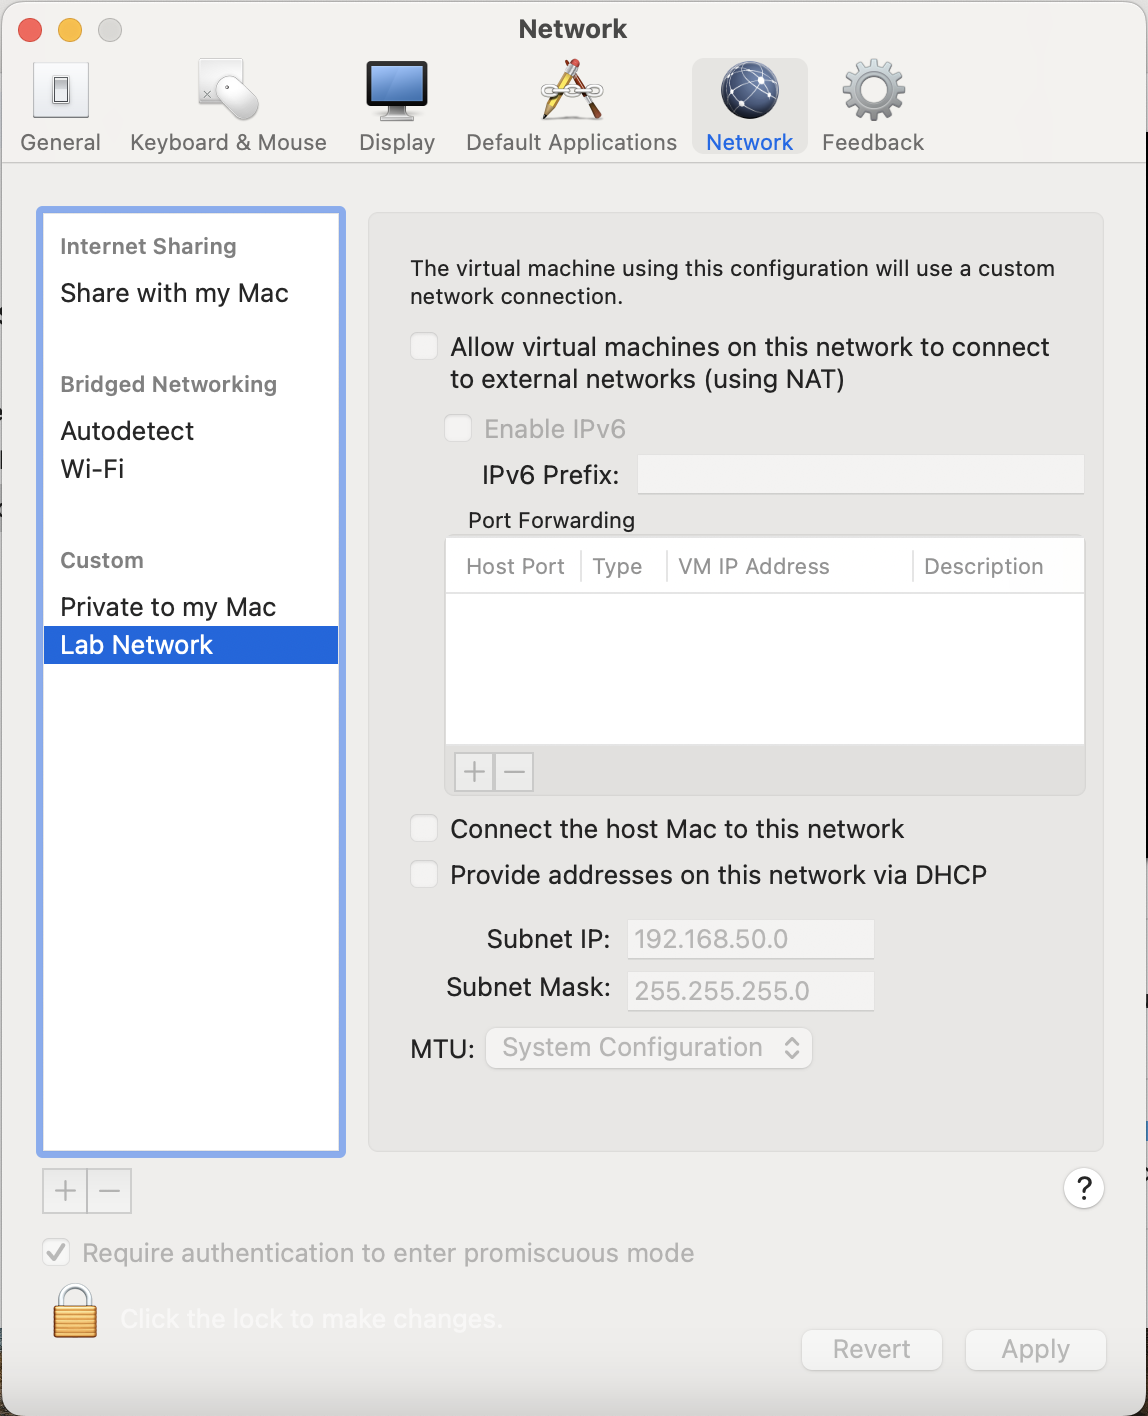 Network
General
Keyboard & Mouse
Display
Default Applications
Network
Feedback
Internet Sharing
Share with my Mac
Bridged Networking
Autodetect
Wi-Fi
Custom
Private to my Mac
Lab Network
The virtual machine using this configuration will use a custom
network connection.
Allow virtual machines on this network to connect
to external networks (using NAT)
Enable IPv6
IPv6 Prefix:
Port Forwarding
Host Port Type VM IP Address Description
Connect the host Mac to this network
Provide addresses on this network via DHCP
Subnet IP: 192.168.50.0
Subnet Mask: 255.255.255.0
MTU: System Configuration
?
Require authentication to enter promiscuous mode
Click the lock to make changes.
Revert
Apply